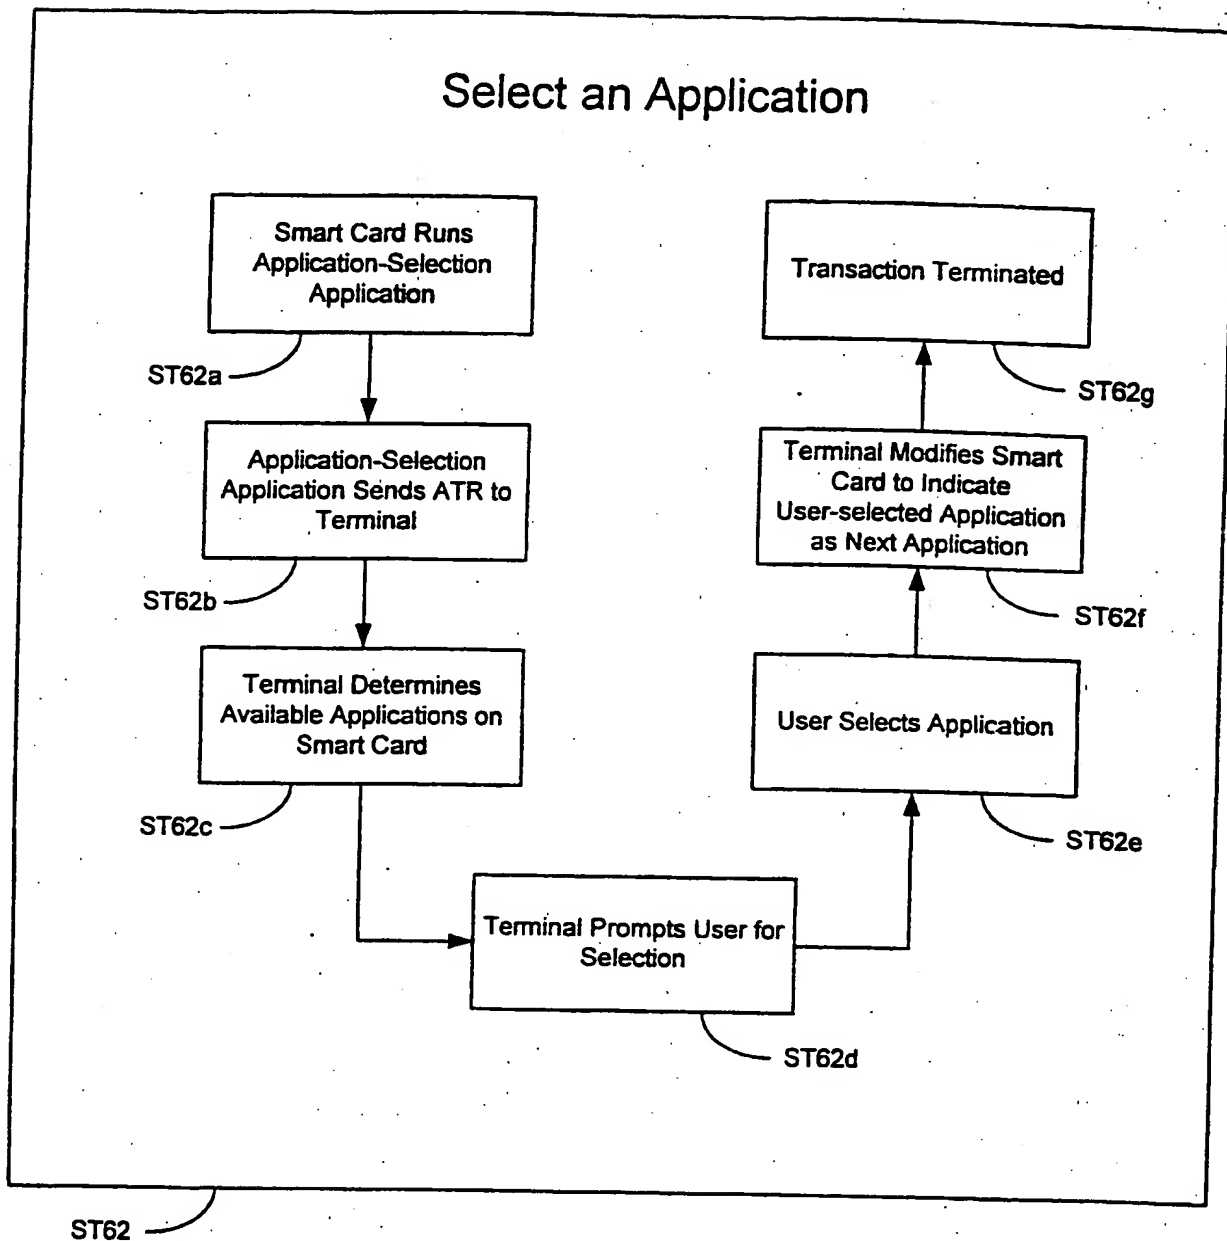 Select an Application
Smart Card Runs
Application-Selection
Application
ST62a
Application-Selection
Application Sends ATR to
Terminal
ST62b
Terminal Determines
Available Applications on
Smart Card
ST62c
Terminal Prompts User for
Selection
ST62d
User Selects Application
ST62e
Terminal Modifies Smart
Card to Indicate
User-selected Application
as Next Application
ST62f
Transaction Terminated
ST62g
ST62